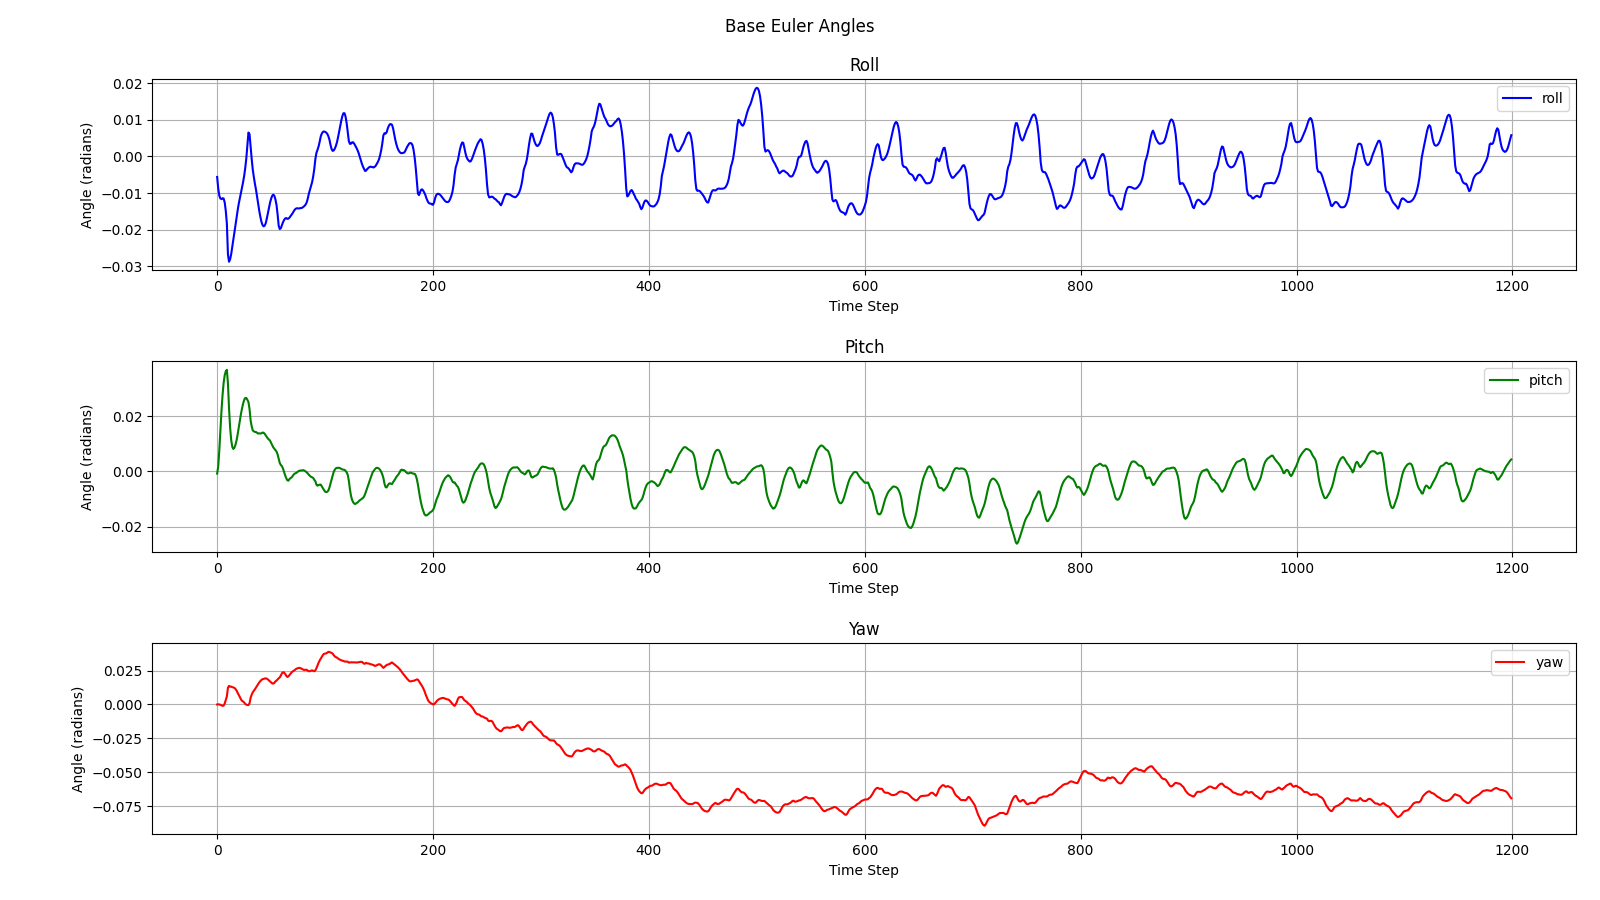 Base Euler Angles
Roll
0.02
0.01
0.00
−0.01
−0.02
−0.03
Angle (radians)
roll
0 200 400 600 800 1000 1200
Time Step
Pitch
0.02
0.00
−0.02
Angle (radians)
pitch
0 200 400 600 800 1000 1200
Time Step
Yaw
0.025
0.000
−0.025
−0.050
−0.075
Angle (radians)
yaw
0 200 400 600 800 1000 1200
Time Step